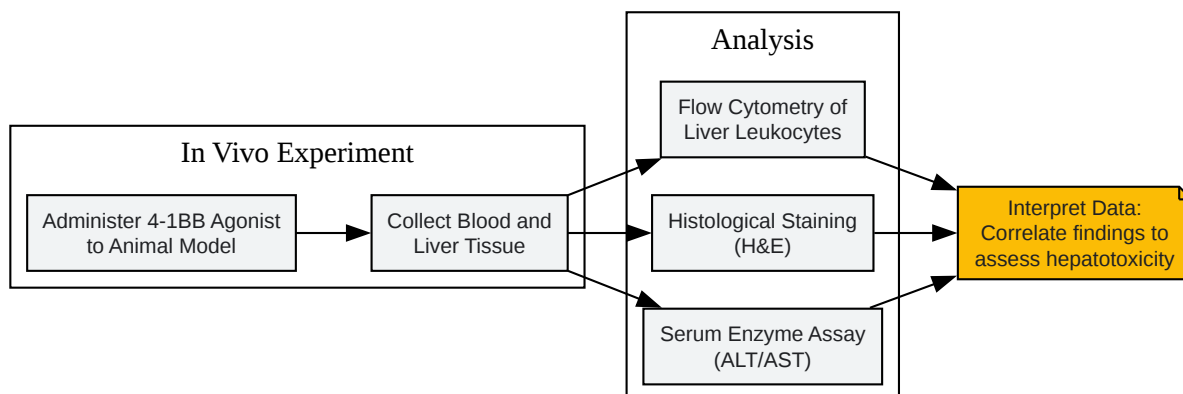 In Vivo Experiment
Administer 4-1BB Agonist
to Animal Model
Collect Blood and
Liver Tissue
Analysis
Flow Cytometry of
Liver Leukocytes
Histological Staining
(H&E)
Serum Enzyme Assay
(ALT/AST)
Interpret Data:
Correlate findings to
assess hepatotoxicity